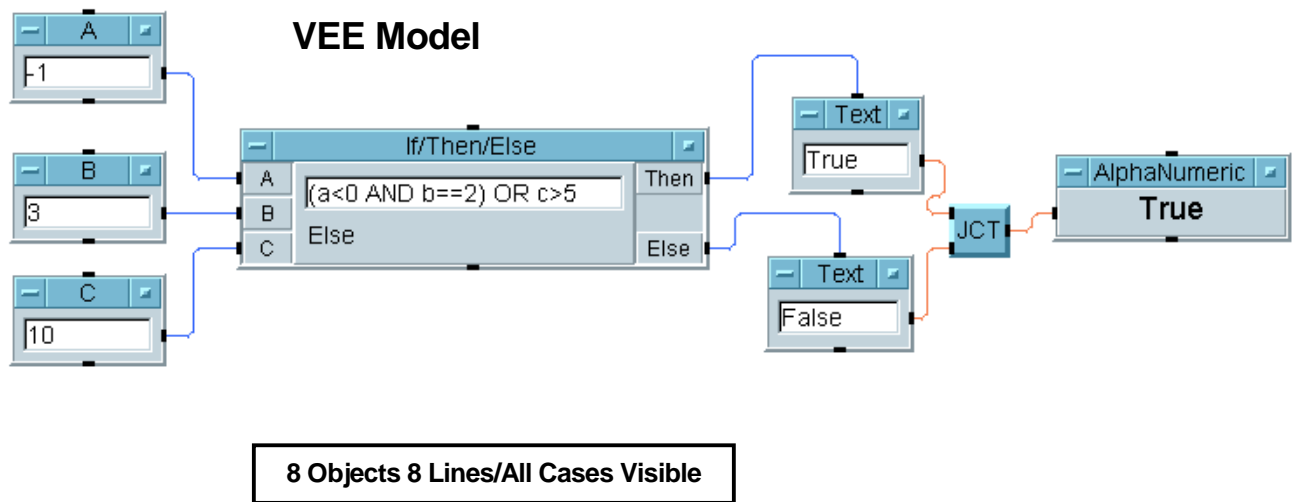 VEE Model
A
-1
B
3
C
10
If/Then/Else
A
B
C
(a<0 AND b==2) OR c>5
Else
Then
Else
Text
True
Text
False
JCT
AlphaNumeric
True
8 Objects 8 Lines/All Cases Visible